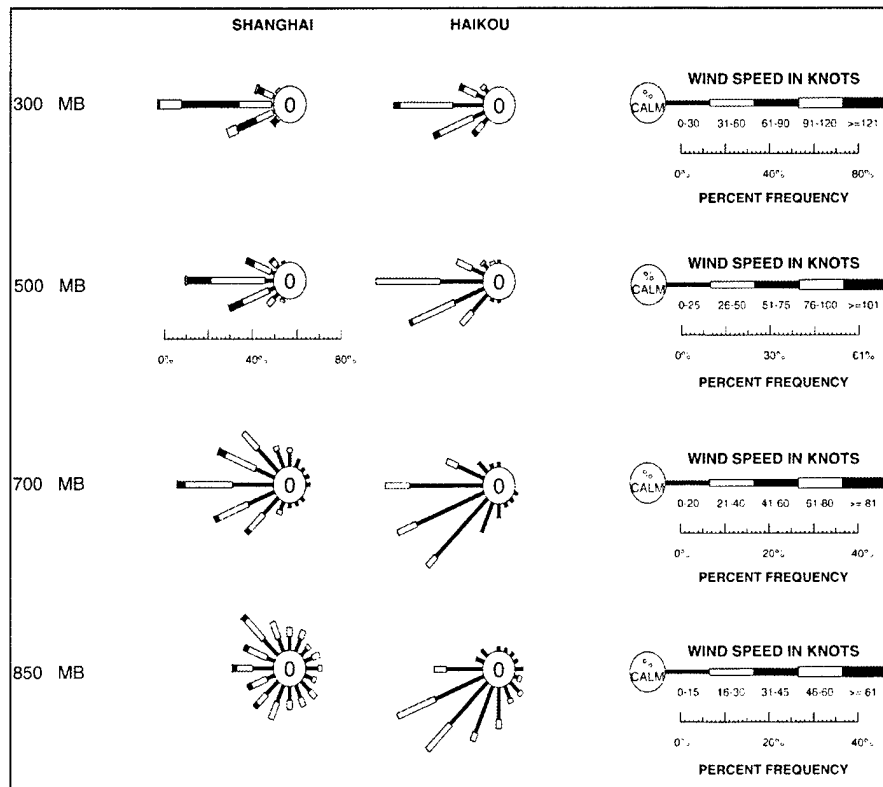 SHANGHAI HAIKOU
300 MB
0 0
WIND SPEED IN KNOTS
% CALM
0-30 31-60 61-90 91-120 >=121
0% 40% 80%
PERCENT FREQUENCY
500 MB
0 0
WIND SPEED IN KNOTS
% CALM
0-25 26-50 51-75 76-100 >=101
0% 40% 80%
0% 30% 61%
PERCENT FREQUENCY
700 MB
0 0
WIND SPEED IN KNOTS
% CALM
0-20 21-40 41-60 61-80 >= 81
0% 20% 40%
PERCENT FREQUENCY
850 MB
0 0
WIND SPEED IN KNOTS
% CALM
0-15 16-30 31-45 46-60 >= 61
0% 20% 40%
PERCENT FREQUENCY